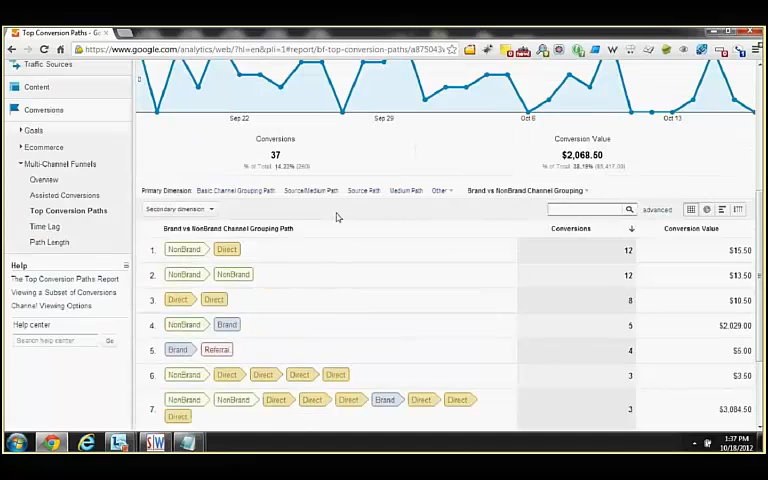 Top Conversion Paths - Go
https://www.google.com/analytics/web/?hl=en&pli=1#report/bf-top-conversion-paths/a875043
Traffic Sources
Content
Conversions
Goals
Ecommerce
Multi-Channel Funnels
Overview
Assisted Conversions
Top Conversion Paths
Time Lag
Path Length
Help
The Top Conversion Paths Report
Viewing a Subset of Conversions
Channel Viewing Options
Help center
Search help center Go
Sep 22 Sep 29 Oct 6 Oct 13
Conversions Conversion Value
37 $2,068.50
% of Total: 14.23% (260)
% of Total:
Primary Dimension: Basic Channel Grouping Path Source/Medium Path Source Path Medium Path Other Brand vs NonBrand Channel Grouping
Secondary dimension advanced
Brand vs NonBrand Channel Grouping Path Conversions Conversion Value
1. NonBrand Direct 12 $15.50
2. NonBrand NonBrand 12 $13.50
3. Direct Direct 8 $10.50
4. NonBrand Brand 5 $2,029.00
5. Brand Referral 4 $5.00
6. NonBrand Direct Direct Direct Direct 3 $3.50
7. NonBrand NonBrand Direct Direct Direct Brand Direct Direct 3 $3,084.50
Direct
1:37 PM
10/18/2012